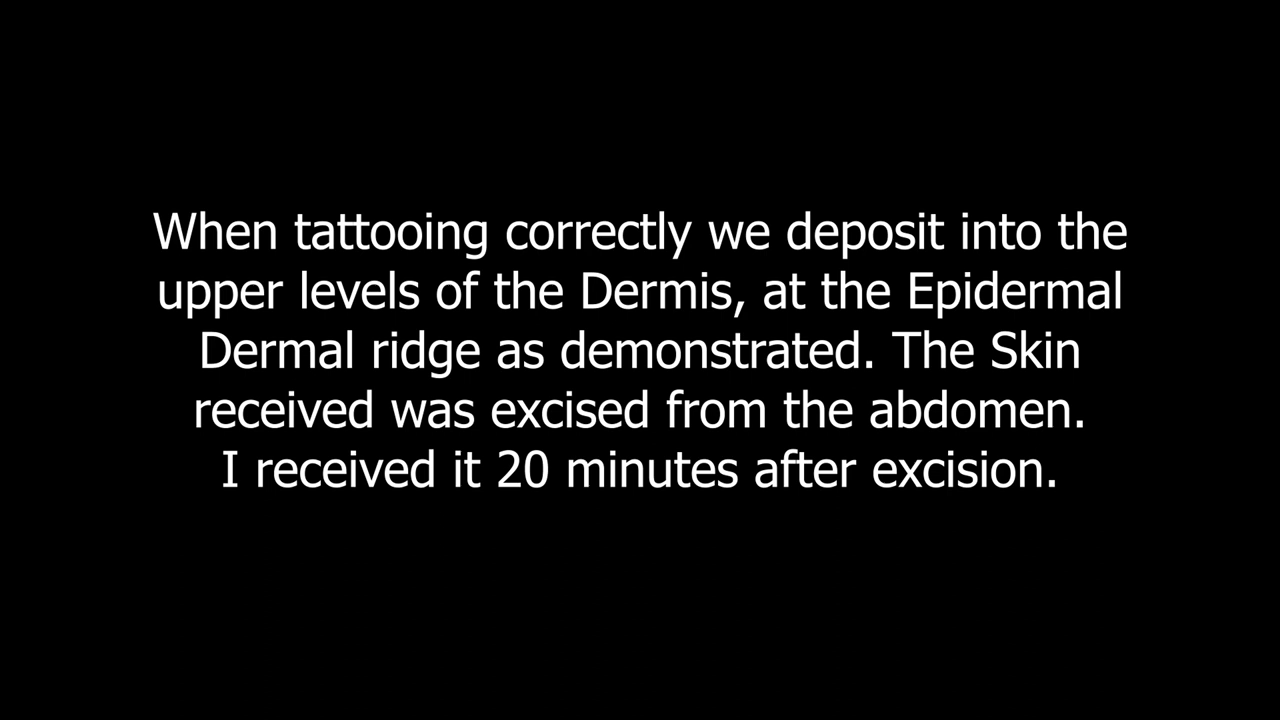 When tattooing correctly we deposit into the
upper levels of the Dermis, at the Epidermal
Dermal ridge as demonstrated. The Skin
received was excised from the abdomen.
I received it 20 minutes after excision.